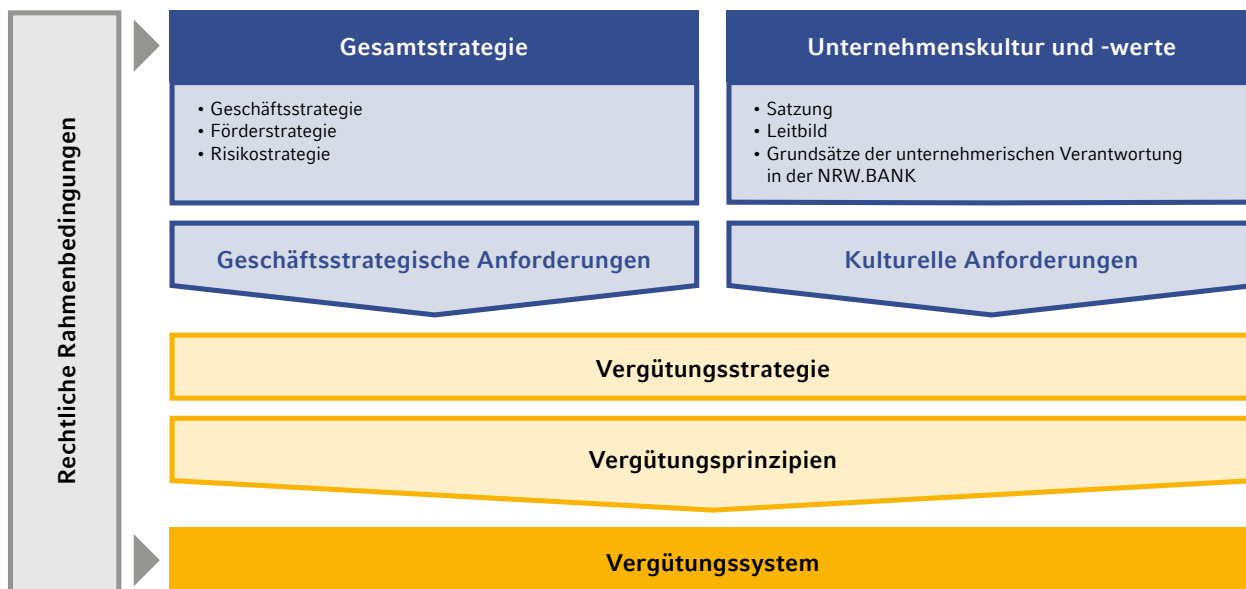 Rechtliche Rahmenbedingungen
Gesamtstrategie
• Geschäftsstrategie
• Förderstrategie
• Risikostrategie
Unternehmenskultur und -werte
• Satzung
• Leitbild
• Grundsätze der unternehmerischen Verantwortung
in der NRW.BANK
Geschäftsstrategische Anforderungen
Kulturelle Anforderungen
Vergütungsstrategie
Vergütungsprinzipien
Vergütungssystem